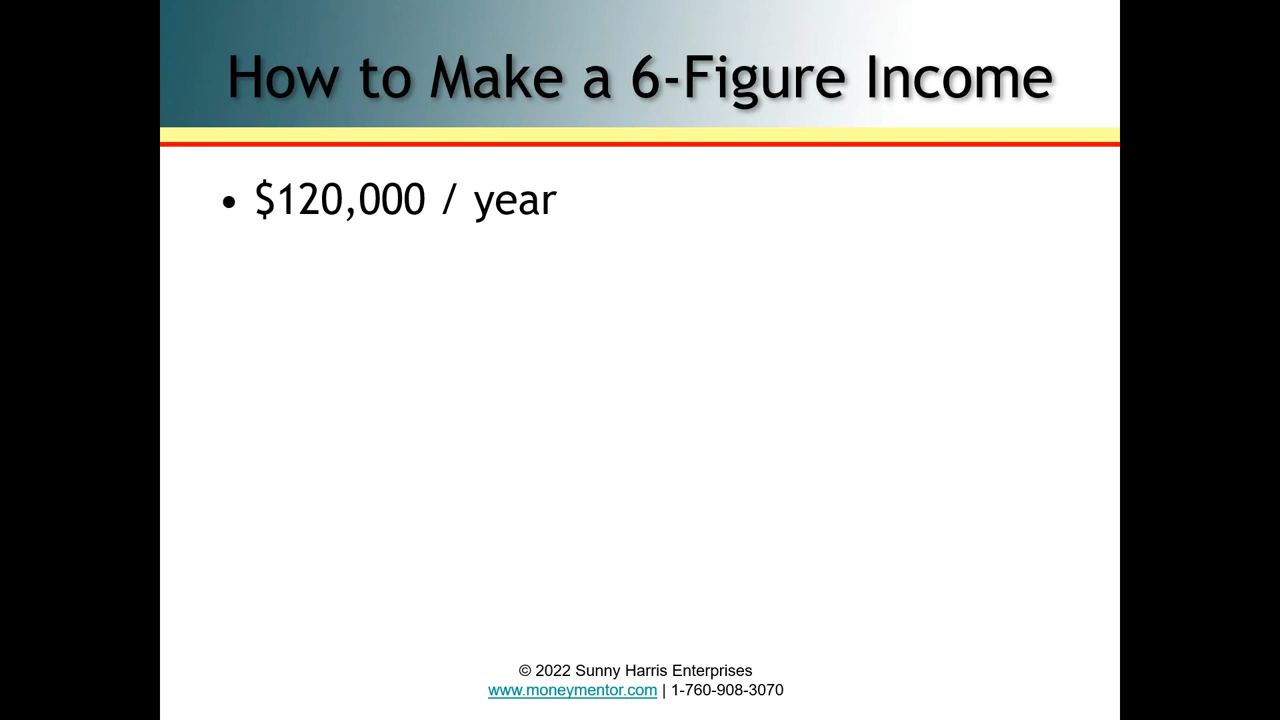 How to Make a 6-Figure Income
• $120,000 / year
© 2022 Sunny Harris Enterprises
www.moneymentor.com | 1-760-908-3070